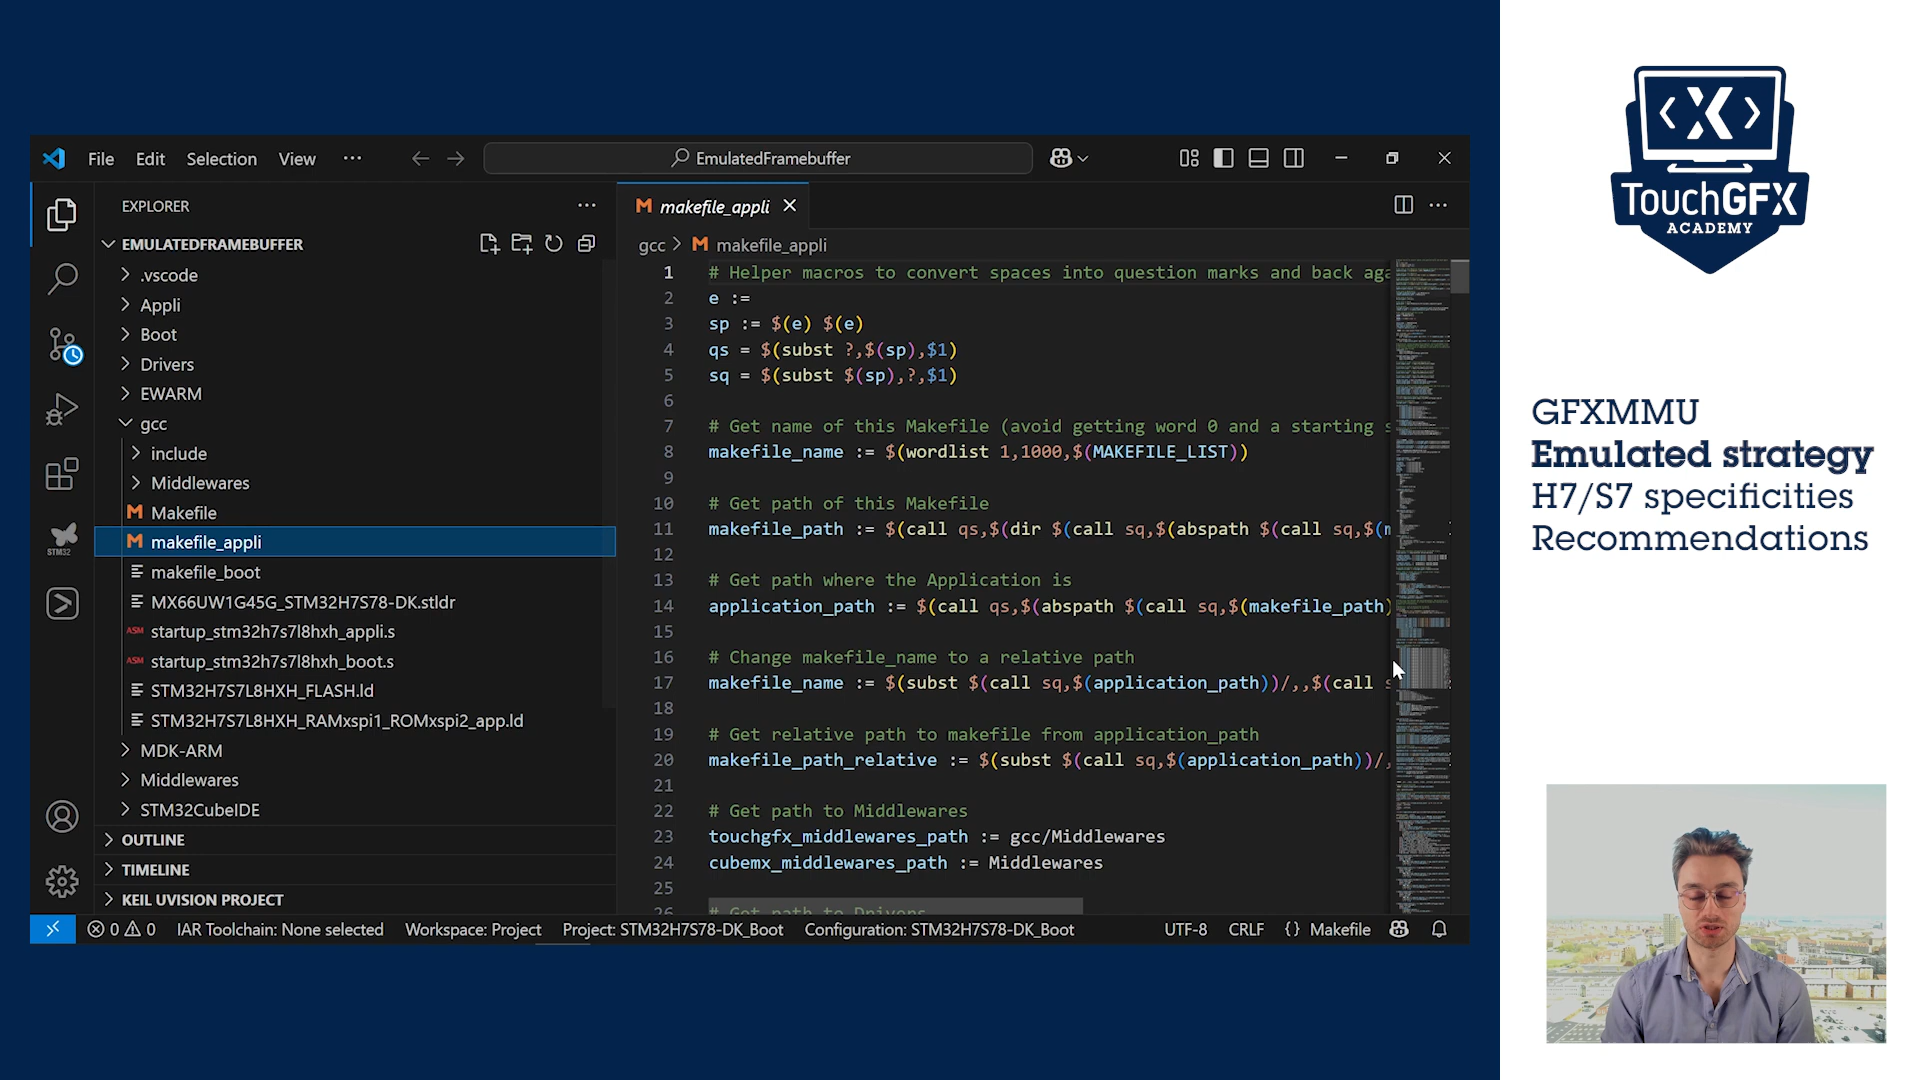 File Edit Selection View ··· EmulatedFramebuffer
EXPLORER
EMULATEDFRAMEBUFFER
.vscode
Appli
Boot
Drivers
EWARM
gcc
include
Middlewares
Makefile
makefile_appli
makefile_boot
MX66UW1G45G_STM32H7S78-DK.stldr
startup_stm32h7s7l8hxh_appli.s
startup_stm32h7s7l8hxh_boot.s
STM32H7S7L8HXH_FLASH.ld
STM32H7S7L8HXH_RAMxspi1_ROMxspi2_app.ld
MDK-ARM
Middlewares
STM32CubeIDE
OUTLINE
TIMELINE
KEIL UVISION PROJECT
STM32
makefile_appli
gcc > makefile_appli
1 # Helper macros to convert spaces into question marks and back aga
2 e :=
3 sp := $(e) $(e)
4 qs = $(subst ?,$(sp),$1)
5 sq = $(subst $(sp),?,$1)
6
7 # Get name of this Makefile (avoid getting word 0 and a starting s
8 makefile_name := $(wordlist 1,1000,$(MAKEFILE_LIST))
9
10 # Get path of this Makefile
11 makefile_path := $(call qs,$(dir $(call sq,$(abspath $(call sq,$(m
12
13 # Get path where the Application is
14 application_path := $(call qs,$(abspath $(call sq,$(makefile_path)
15
16 # Change makefile_name to a relative path
17 makefile_name := $(subst $(call sq,$(application_path))/,,$(call s
18
19 # Get relative path to makefile from application_path
20 makefile_path_relative := $(subst $(call sq,$(application_path))/,
21
22 # Get path to Middlewares
23 touchgfx_middlewares_path := gcc/Middlewares
24 cubemx_middlewares_path := Middlewares
25
26 # Get path to Drivers
0 0 IAR Toolchain: None selected Workspace: Project Project: STM32H7S78-DK_Boot Configuration: STM32H7S78-DK_Boot UTF-8 CRLF {} Makefile
TouchGFX
ACADEMY
GFXMMU
Emulated strategy
H7/S7 specificities
Recommendations